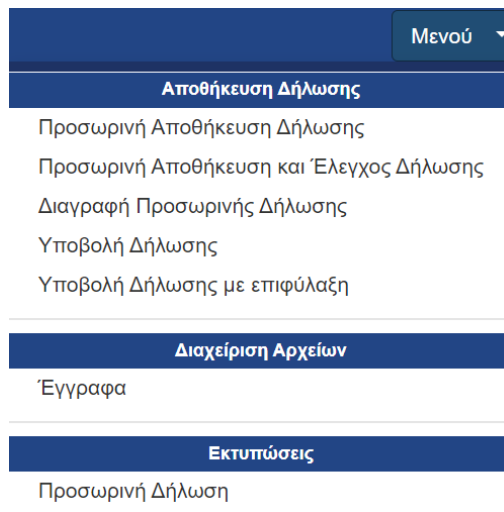 Μενού
Αποθήκευση Δήλωσης
Προσωρινή Αποθήκευση Δήλωσης
Προσωρινή Αποθήκευση και Έλεγχος Δήλωσης
Διαγραφή Προσωρινής Δήλωσης
Υποβολή Δήλωσης
Υποβολή Δήλωσης με επιφύλαξη
Διαχείριση Αρχείων
Έγγραφα
Εκτυπώσεις
Προσωρινή Δήλωση